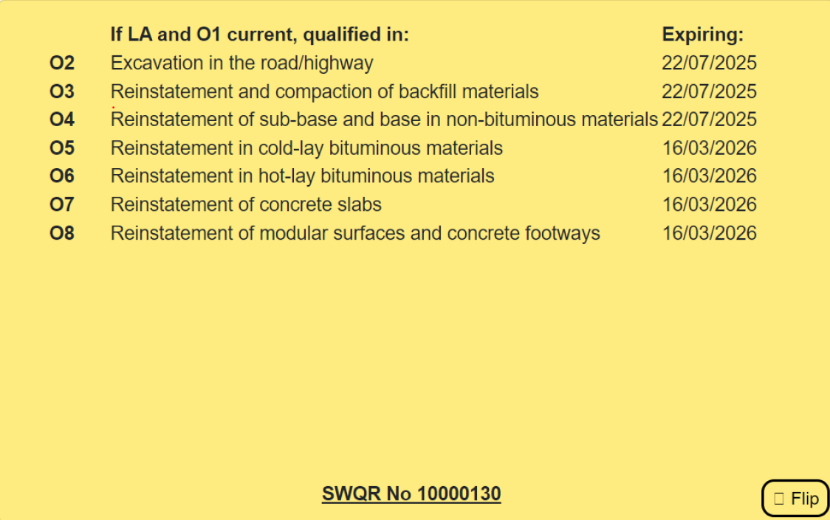 If LA and O1 current, qualified in: Expiring:
O2 Excavation in the road/highway 22/07/2025
O3 Reinstatement and compaction of backfill materials 22/07/2025
O4 Reinstatement of sub-base and base in non-bituminous materials 22/07/2025
O5 Reinstatement in cold-lay bituminous materials 16/03/2026
O6 Reinstatement in hot-lay bituminous materials 16/03/2026
O7 Reinstatement of concrete slabs 16/03/2026
O8 Reinstatement of modular surfaces and concrete footways 16/03/2026
SWQR No 10000130
Flip